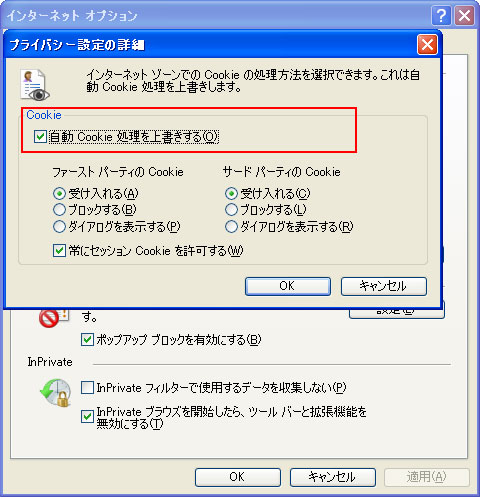 インターネット オプション
プライバシー設定の詳細
インターネット ゾーンでの Cookie の処理方法を選択できます。これは自
動 Cookie 処理を上書きします。
Cookie
自動 Cookie 処理を上書きする(O)
ファースト パーティの Cookie
サード パーティの Cookie
受け入れる(A)
受け入れる(C)
ブロックする(B)
ブロックする(L)
ダイアログを表示する(P)
ダイアログを表示する(R)
常にセッション Cookie を許可する(W)
OK
キャンセル
す。
ポップアップ ブロックを有効にする(B)
InPrivate
InPrivate フィルターで使用するデータを収集しない(P)
InPrivate ブラウズを開始したら、ツール バーと拡張機能を
無効にする(T)
OK
キャンセル
適用(A)